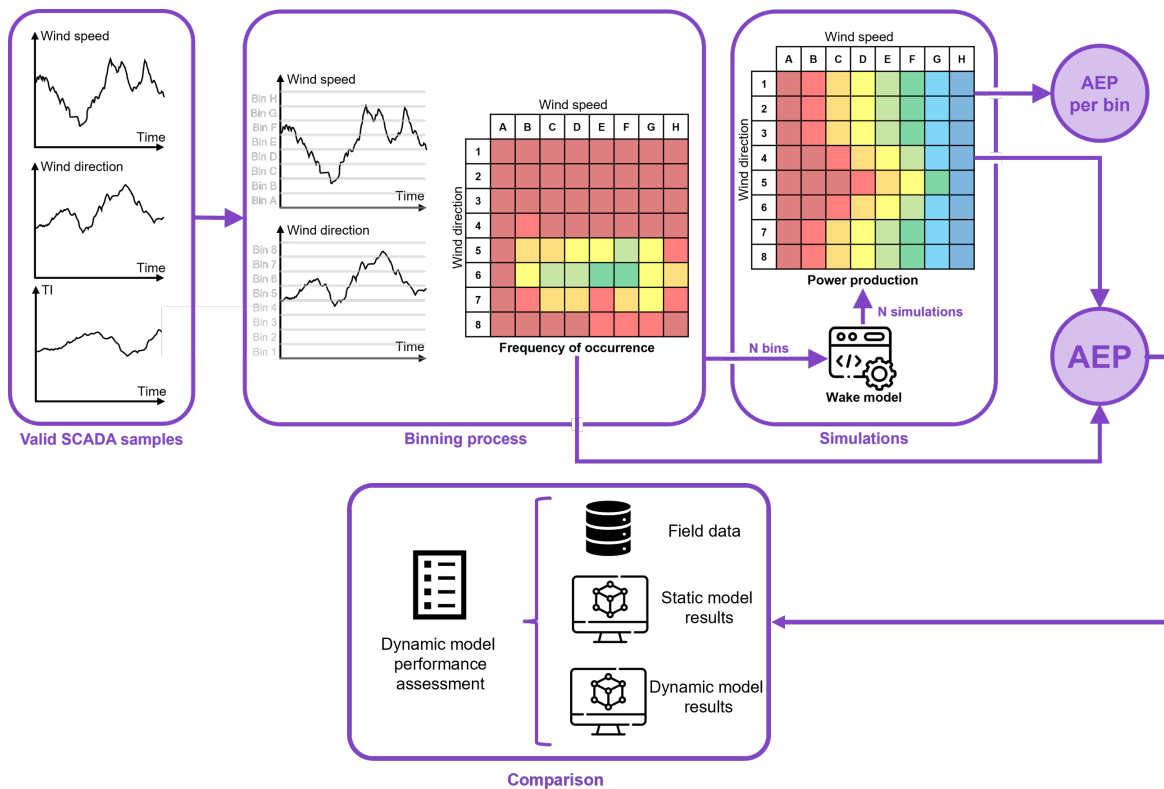 Wind speed
Time
Wind direction
Time
TI
Time
Valid SCADA samples
Wind speed
Bin H
Bin G
Bin F
Bin E
Bin D
Bin C
Bin B
Bin A
Time
Wind direction
Bin 8
Bin 7
Bin 6
Bin 5
Bin 4
Bin 3
Bin 2
Bin 1
Time
Wind speed
A B C D E F G H
Wind direction
1
2
3
4
5
6
7
8
Frequency of occurrence
Binning process
N bins
Wind speed
A B C D E F G H
Wind direction
1
2
3
4
5
6
7
8
Power production
N simulations
Wake model
Simulations
AEP
per bin
AEP
Dynamic model
performance
assessment
Field data
Static model
results
Dynamic model
results
Comparison